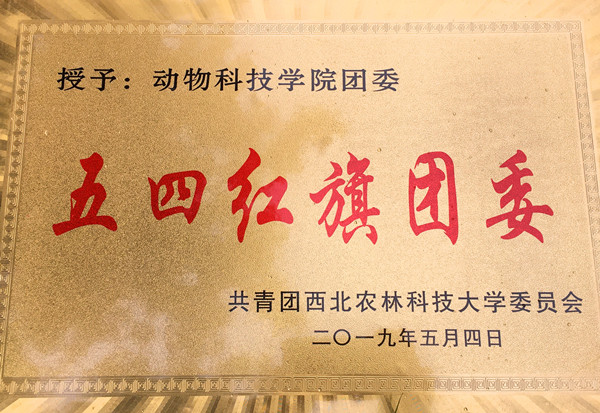 授予：动物科技学院团委
五四红旗团委
共青团西北农林科技大学委员会
二〇一九年五月四日